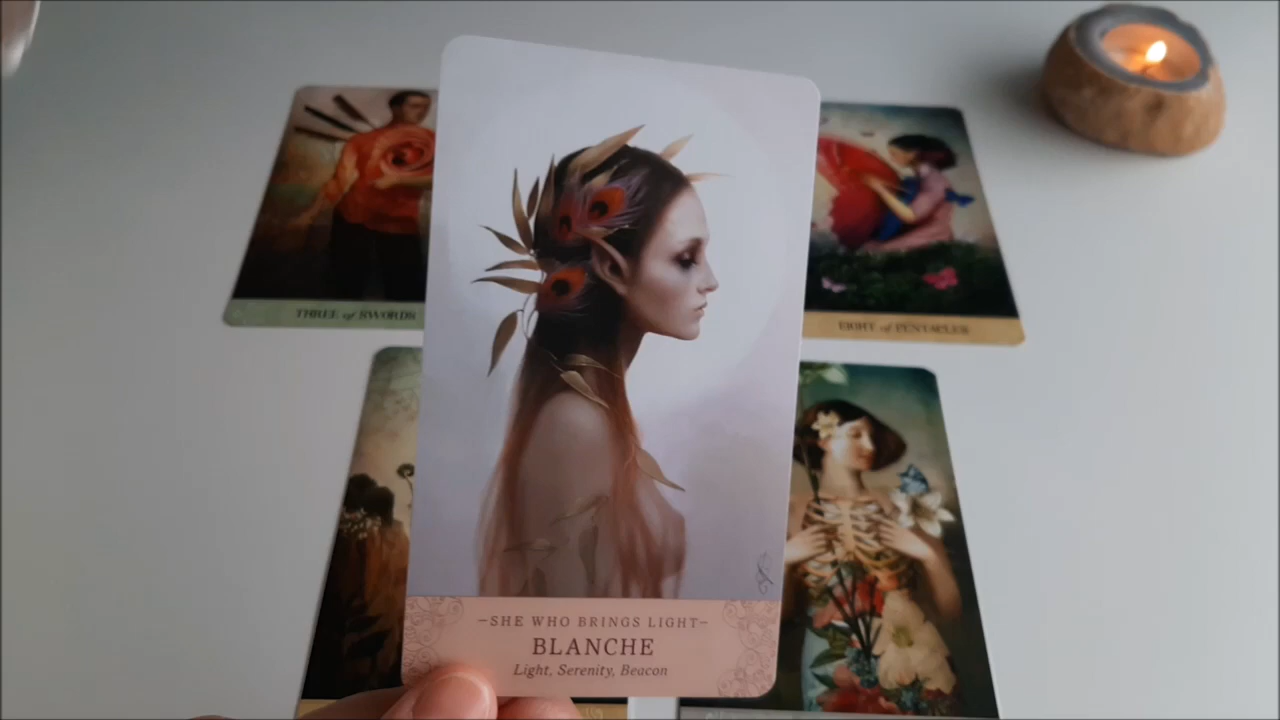 THREE of SWORDS
EIGHT of PENTACLES
–SHE WHO BRINGS LIGHT–
BLANCHE
Light, Serenity, Beacon